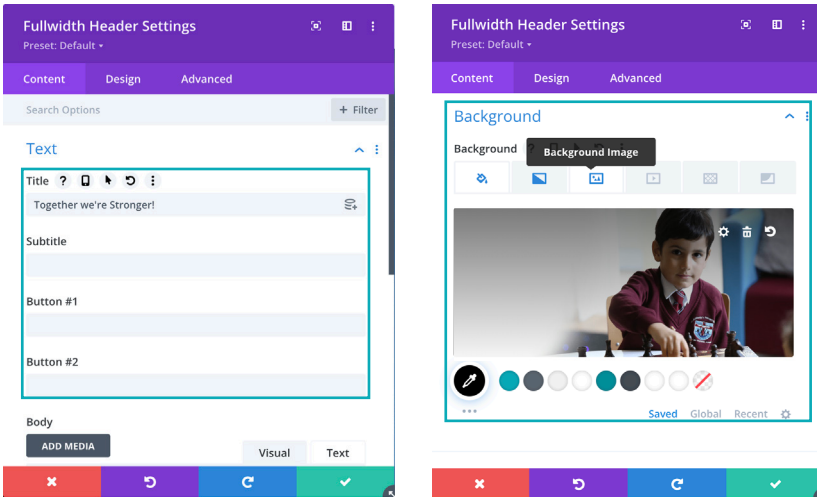 Fullwidth Header Settings
Preset: Default
Content Design Advanced
Search Options
+ Filter
Text
Title ?
Together we're Stronger!
Subtitle
Button #1
Button #2
Body
ADD MEDIA
Visual Text
Fullwidth Header Settings
Preset: Default
Content Design Advanced
Background
Background
Background Image
Saved Global Recent